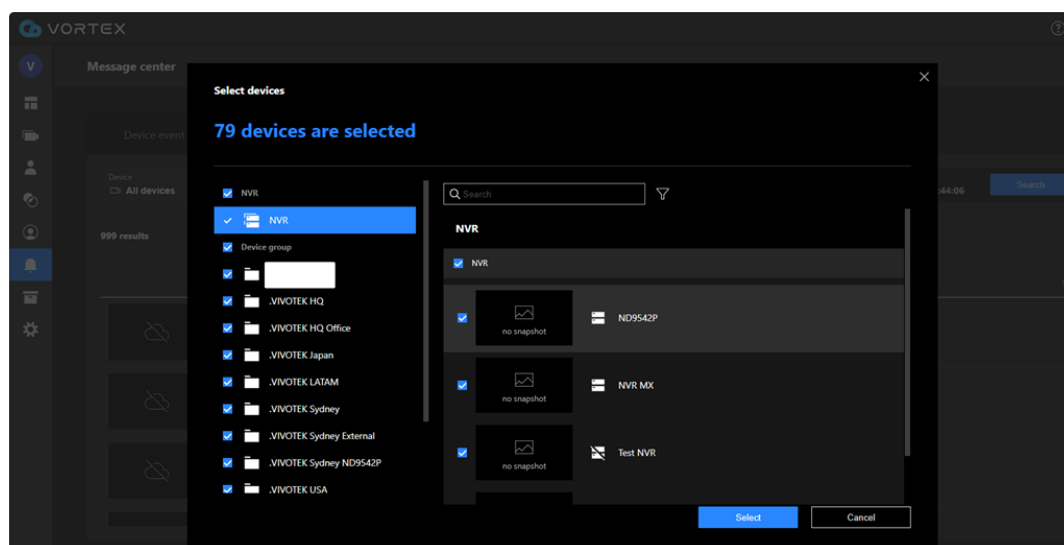 VORTEX
V
Message center
Select devices
79 devices are selected
Device event
Device
All devices
:44:06
Search
999 results
NVR
NVR
Device group
.VIVOTEK HQ
.VIVOTEK HQ Office
.VIVOTEK Japan
.VIVOTEK LATAM
.VIVOTEK Sydney
.VIVOTEK Sydney External
.VIVOTEK Sydney ND9542P
.VIVOTEK USA
Search
NVR
NVR
no snapshot
ND9542P
no snapshot
NVR MX
no snapshot
Test NVR
Select
Cancel